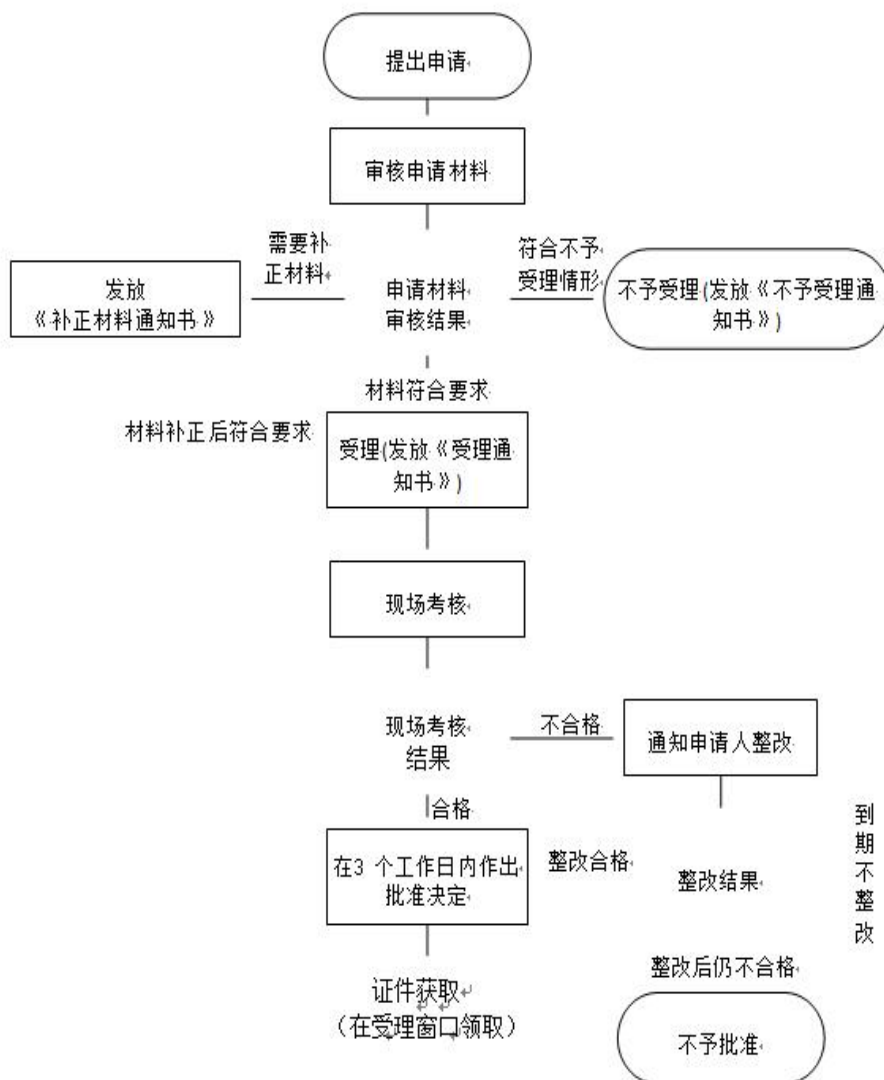 提出申请
审核申请材料
需要补
正材料
符合不予
受理情形
发放
《补正材料通知书》
申请材料
审核结果
不予受理(发放《不予受理通
知书》)
材料符合要求
材料补正后符合要求
受理(发放《受理通
知书》)
现场考核
现场考核
结果
不合格
通知申请人整改
合格
到
期
不
整
改
在3 个工作日内作出
批准决定
整改合格
整改结果
整改后仍不合格
证件获取
（在受理窗口领取）
不予批准